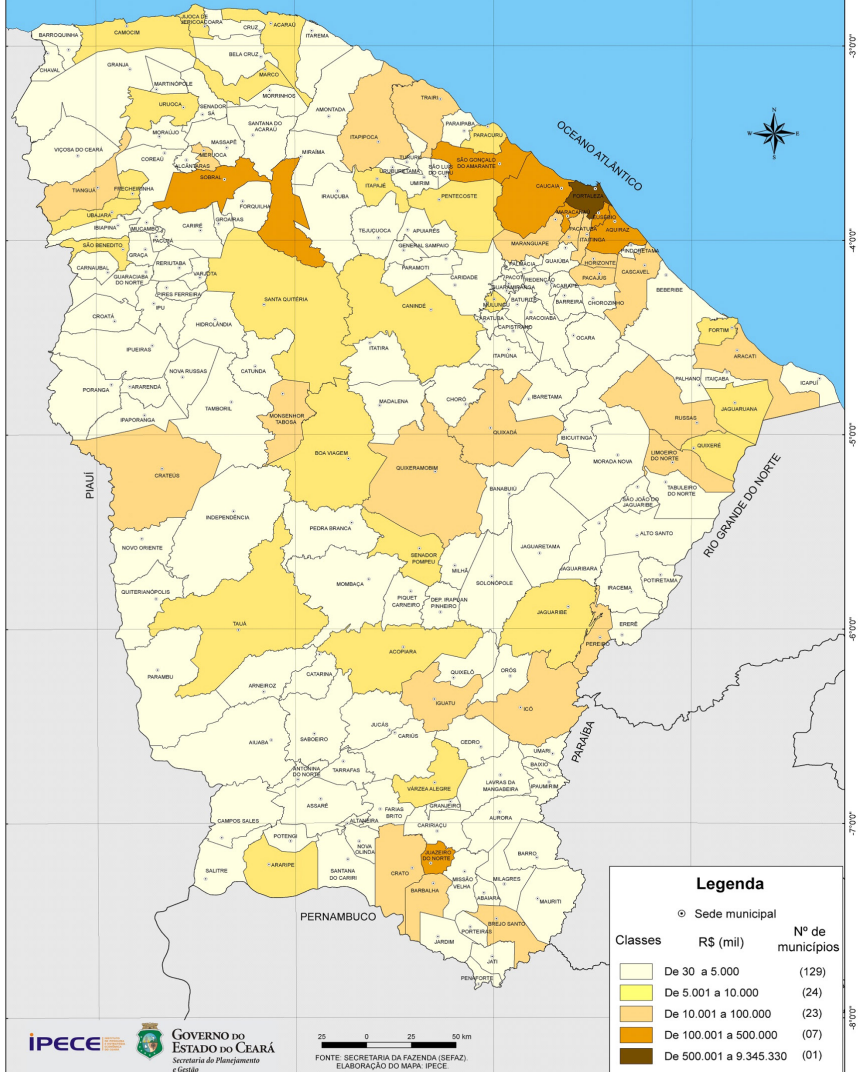 JIJOCA DE
JERICOACOARA
CRUZ
ACARAÚ
CAMOCIM
BARROQUINHA
ITAREMA
-3°0'0"
CHAVAL
BELA CRUZ
GRANJA
MARCO
MARTINÓPOLE
MORRINHOS
TRAIRI
URUOCA
SENADOR
SÁ
AMONTADA
SANTANA DO
ACARAÚ
PARAIPABA
PARACURU
OCEANO ATLÂNTICO
N
W
E
S
MORAÚJO
ITAPIPOCA
MASSAPÊ
VIÇOSA DO CEARÁ
COREAÚ
MERUOCA
MIRAÍMA
TURURU
SÃO GONÇALO
DO AMARANTE
ALCÂNTARAS
URUBURETAMA
SÃO LUIS
DO CURU
TIANGUÁ
SOBRAL
UMIRIM
CAUCAIA
FORTALEZA
FRECHEIRINHA
IRAUÇUBA
ITAPAJÉ
PENTECOSTE
FORQUILHA
UBAJARA
MARACANAÚ
EUSÉBIO
IBIAPINA
MUCAMBO
CARIRÉ
GROAÍRAS
PACATUBA
AQUIRAZ
TEJUÇUOCA
APUIARÉS
ITAITINGA
-4°0'0"
SÃO BENEDITO
PACUJÁ
GENERAL SAMPAIO
MARANGUAPE
PINDORETAMA
GRAÇA
GUAIÚBA
HORIZONTE
CARNAUBAL
RERIUTABA
PARAMOTI
PALMÁCIA
CASCAVEL
GUARACIABA
DO NORTE
VARJOTA
CARIDADE
PACOTI
REDENÇÃO
PACAJUS
BEBERIBE
PIRES FERREIRA
GUARAMIRANGA
ACARAPE
IPU
SANTA QUITÉRIA
MULUNGU
BATURITÉ
BARREIRA
CHOROZINHO
CROATÁ
CANINDÉ
ARATUBA
ARACOIABA
HIDROLÂNDIA
CAPISTRANO
FORTIM
OCARA
IPUEIRAS
ITATIRA
ITAPIÚNA
ARACATI
NOVA RUSSAS
CATUNDA
PALHANO
ITAIÇABA
ICAPUÍ
PORANGA
ARARENDÁ
MADALENA
CHORÓ
IBARETAMA
TAMBORIL
MONSENHOR
TABOSA
RUSSAS
JAGUARUANA
IPAPORANGA
QUIXADÁ
IBICUITINGA
-5°0'0"
QUIXERÉ
BOA VIAGEM
LIMOEIRO
DO NORTE
QUIXERAMOBIM
MORADA NOVA
CRATEÚS
PIAUÍ
TABULEIRO
DO NORTE
BANABUIÚ
SÃO JOÃO DO
JAGUARIBE
RIO GRANDE DO NORTE
INDEPENDÊNCIA
PEDRA BRANCA
ALTO SANTO
NOVO ORIENTE
SENADOR
POMPEU
JAGUARETAMA
JAGUARIBARA
MILHÃ
MOMBAÇA
SOLONÓPOLE
POTIRETAMA
QUITERIANÓPOLIS
PIQUET
CARNEIRO
DEP. IRAPUAN
PINHEIRO
IRACEMA
JAGUARIBE
TAUÁ
ERERÊ
-6°0'0"
PEREIRO
ACOPIARA
PARAMBU
CATARINA
QUIXELÔ
ORÓS
ARNEIROZ
IGUATU
ICÓ
JUCÁS
CARIÚS
PARAÍBA
AIUABA
SABOEIRO
CEDRO
UMARI
BAIXIO
ANTONINA
DO NORTE
TARRAFAS
LAVRAS DA
MANGABEIRA
IPAUMIRIM
VÁRZEA ALEGRE
ASSARÉ
GRANJEIRO
FARIAS
BRITO
AURORA
CAMPOS SALES
ALTANEIRA
CARIRIAÇU
-7°0'0"
POTENGI
NOVA
OLINDA
JUAZEIRO
DO NORTE
BARRO
SALITRE
ARARIPE
SANTANA
DO CARIRI
CRATO
MISSÃO
VELHA
MILAGRES
BARBALHA
ABAIARA
MAURITI
PERNAMBUCO
BREJO SANTO
PORTEIRAS
JARDIM
JATI
PENAFORTE
-8°0'0"
Legenda
Sede municipal
Classes
R$ (mil)
Nº de
municípios
De 30 a 5.000 (129)
De 5.001 a 10.000 (24)
De 10.001 a 100.000 (23)
De 100.001 a 500.000 (07)
De 500.001 a 9.345.330 (01)
IPECE
GOVERNO DO
ESTADO DO CEARÁ
Secretaria do Planejamento
e Gestão
25 0 25 50 km
FONTE: SECRETARIA DA FAZENDA (SEFAZ).
ELABORAÇÃO DO MAPA: IPECE.